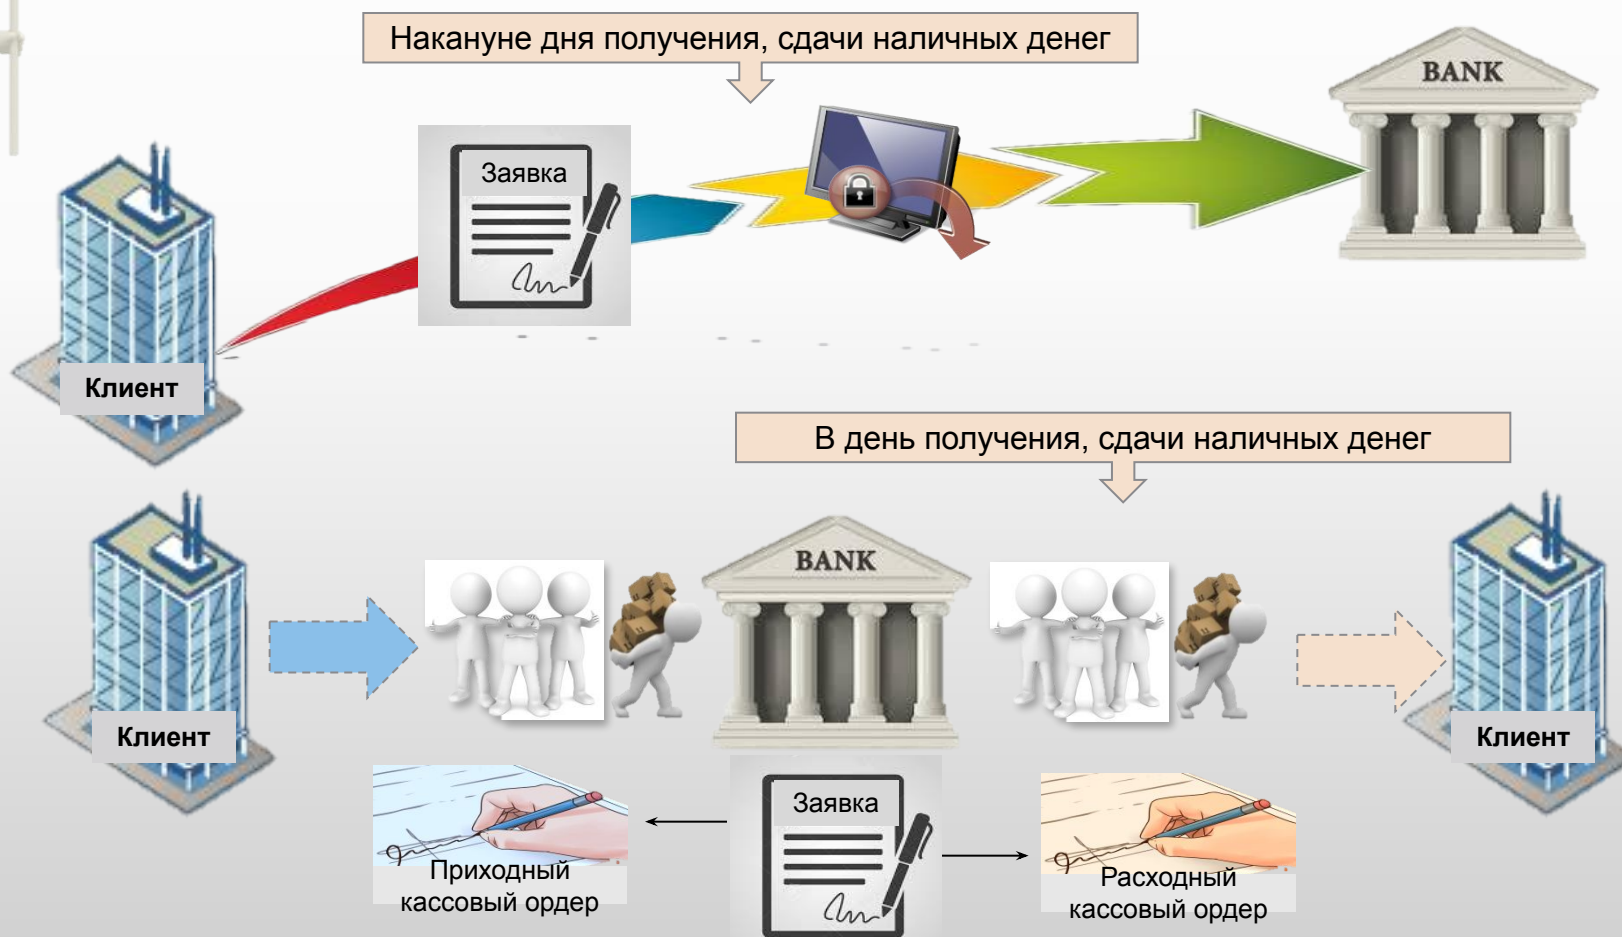 Накануне дня получения, сдачи наличных денег
BANK
Заявка
Клиент
В день получения, сдачи наличных денег
BANK
Клиент
Клиент
Заявка
Приходный
кассовый ордер
Расходный
кассовый ордер